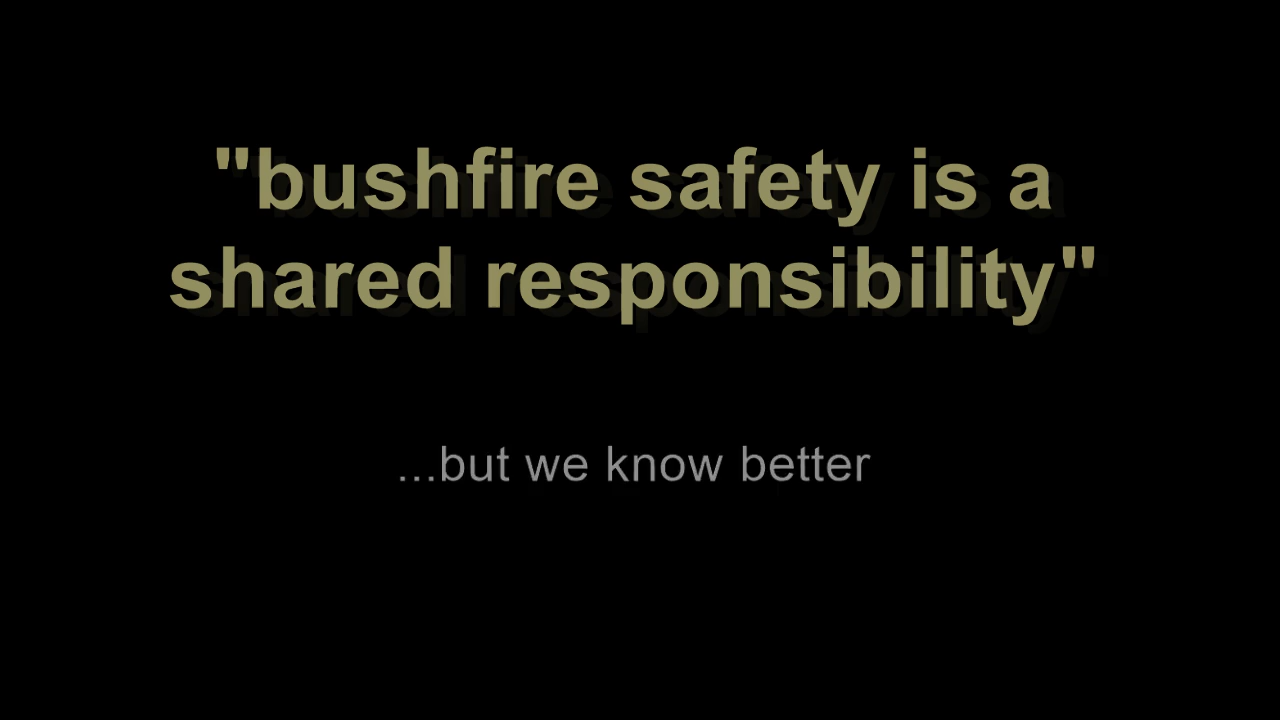 "bushfire safety is a
shared responsibility"
...but we know better